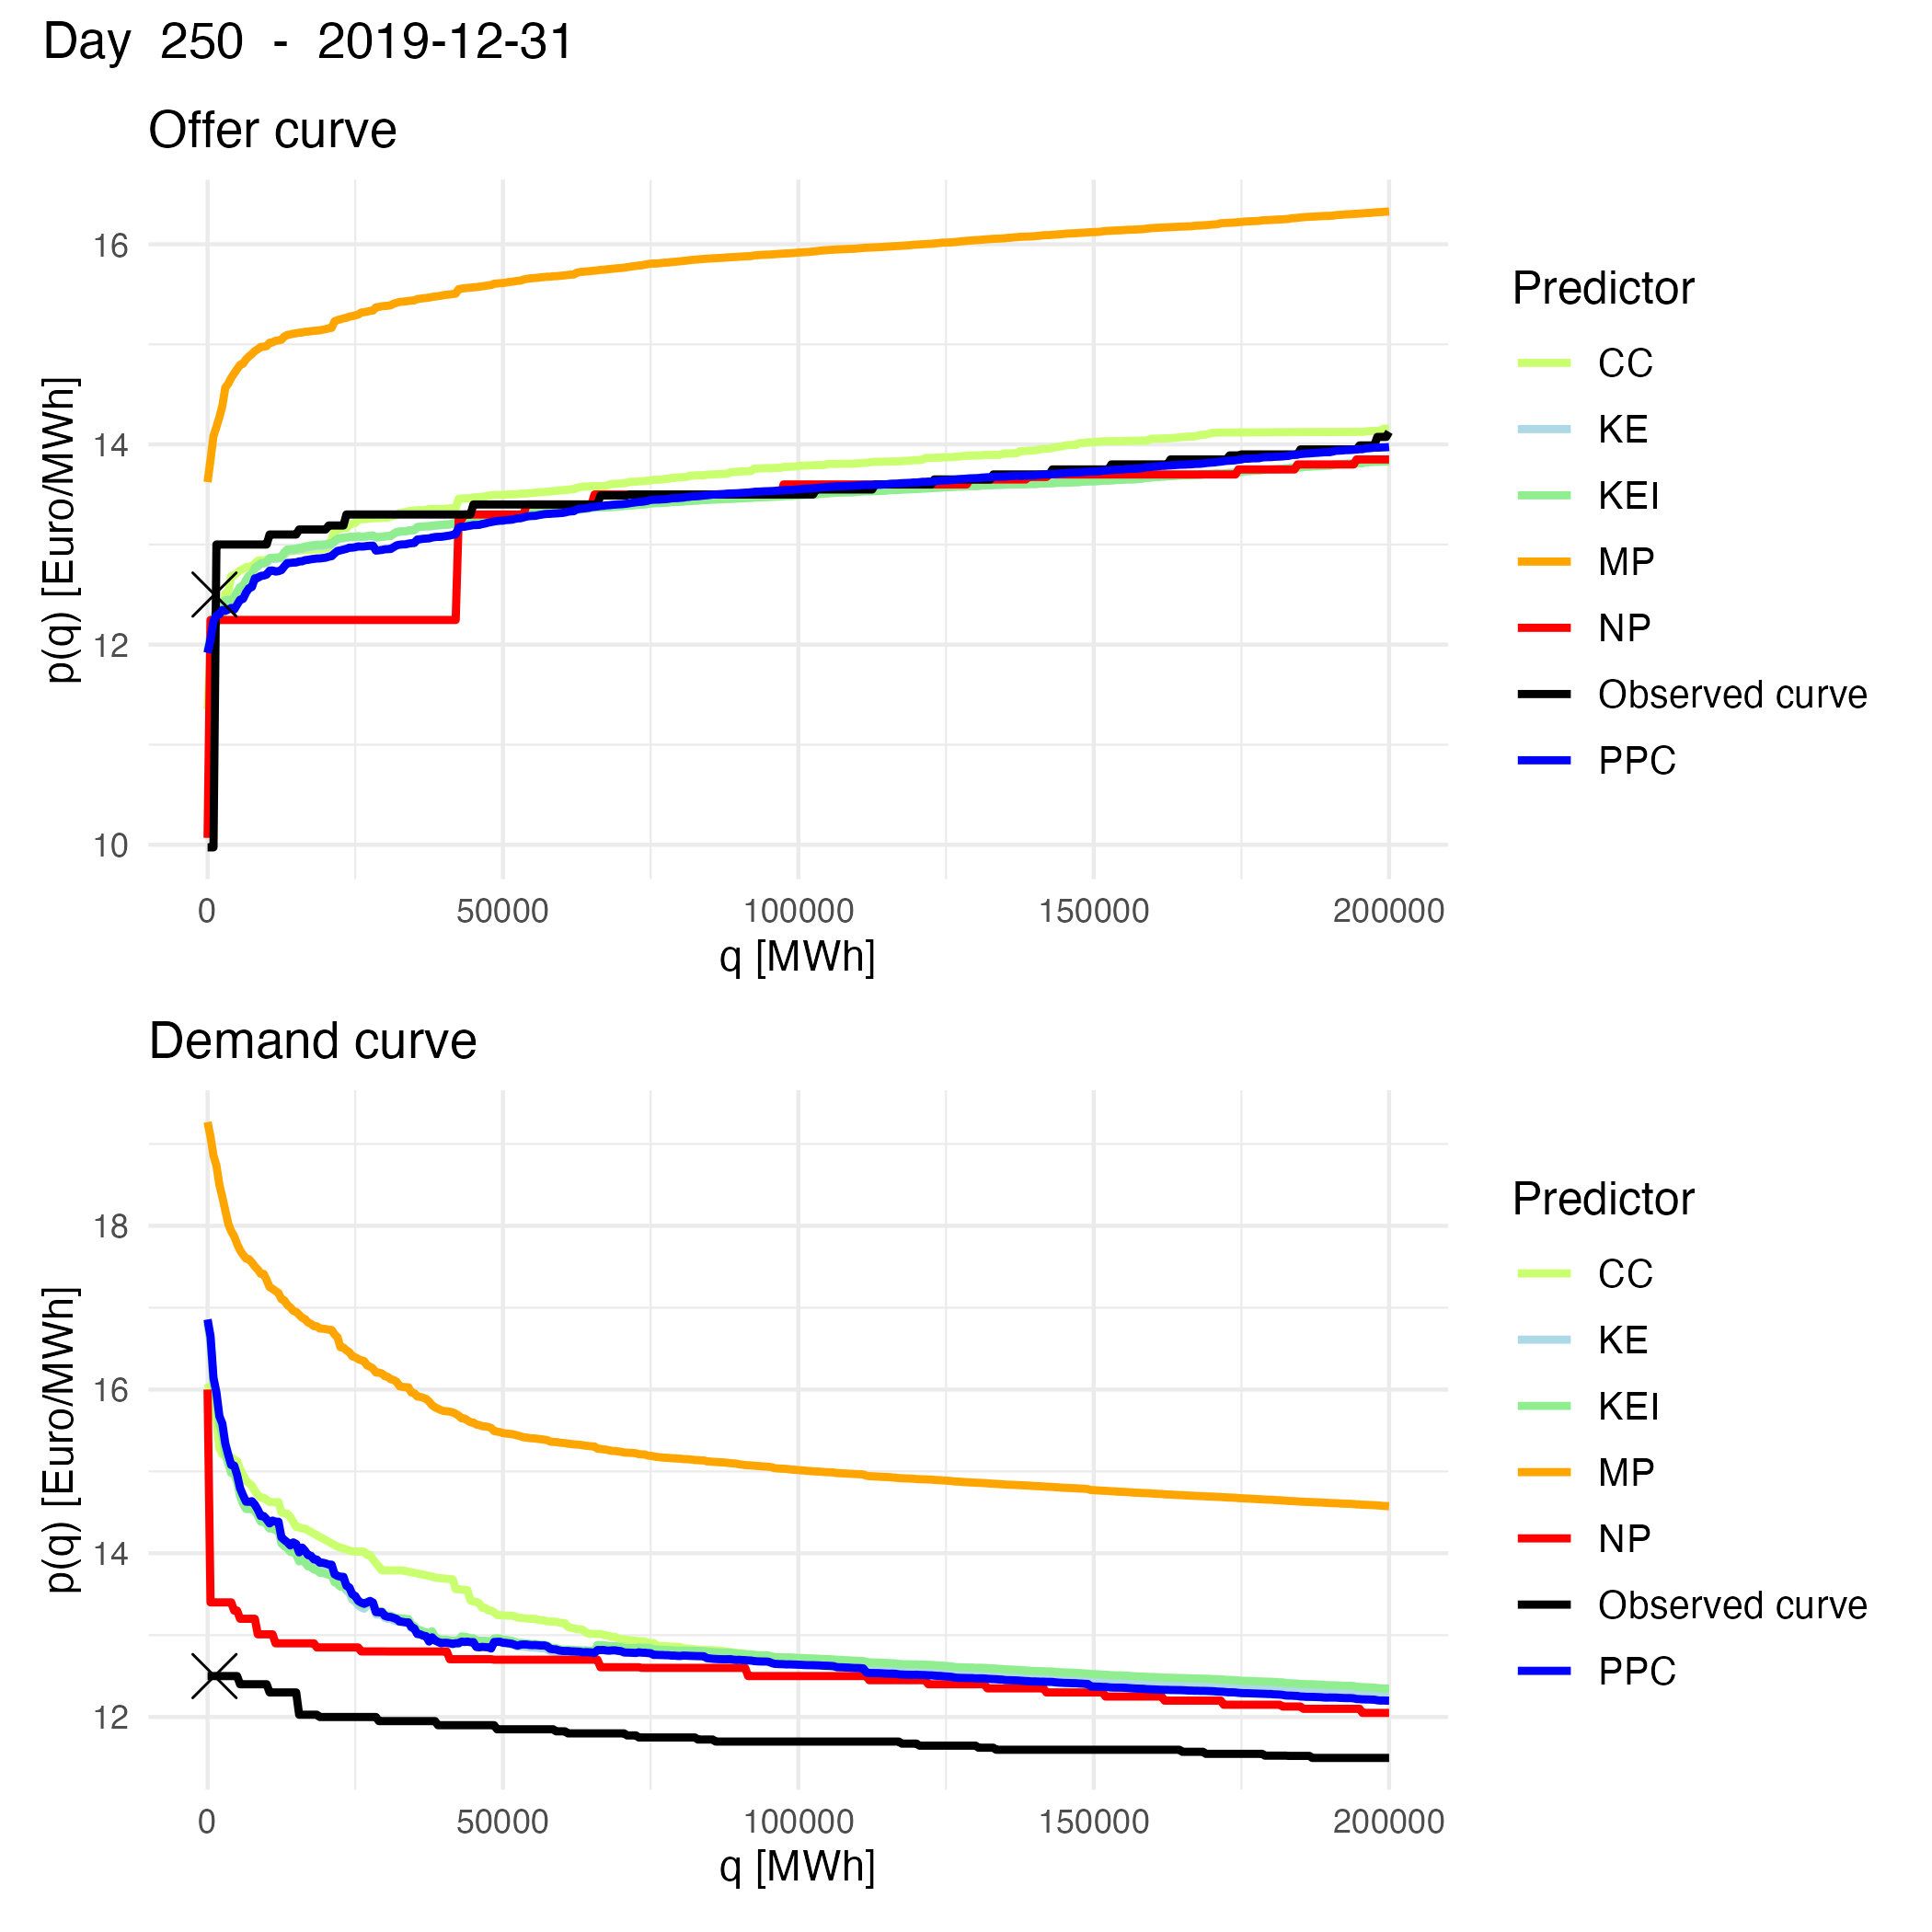 Day 250 - 2019-12-31
Offer curve
p(q) [Euro/MWh]
16
14
12
10
0
50000
100000
150000
200000
q [MWh]
Predictor
CC
KE
KEI
MP
NP
Observed curve
PPC
Demand curve
p(q) [Euro/MWh]
18
16
14
12
0
50000
100000
150000
200000
q [MWh]
Predictor
CC
KE
KEI
MP
NP
Observed curve
PPC